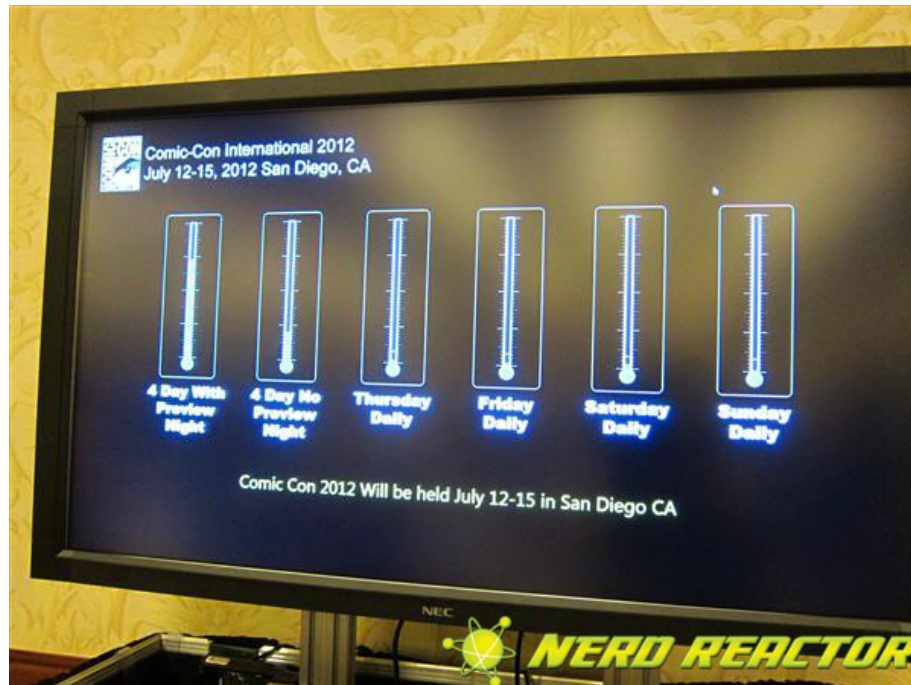 Comic-Con International 2012
July 12-15, 2012 San Diego, CA
4 Day With
Preview
Night
4 Day No
Preview
Night
Thursday
Daily
Friday
Daily
Saturday
Daily
Sunday
Daily
Comic Con 2012 Will be held July 12-15 in San Diego CA
NEC
NERD REACTOR